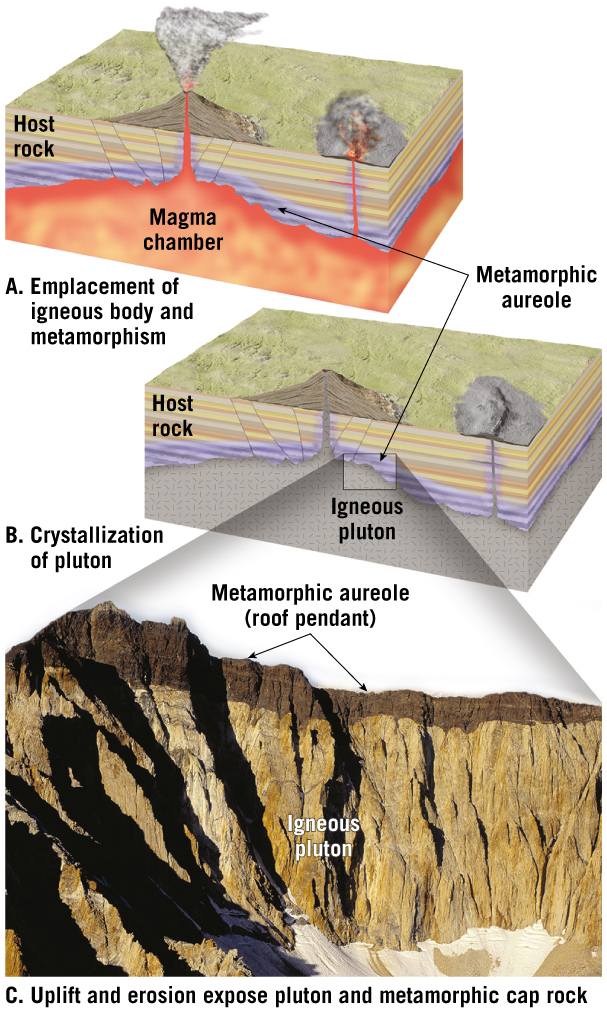 Host
rock
Magma
chamber
A. Emplacement of
igneous body and
metamorphism
Metamorphic
aureole
Host
rock
Igneous
pluton
B. Crystallization
of pluton
Metamorphic aureole
(roof pendant)
Igneous
pluton
C. Uplift and erosion expose pluton and metamorphic cap rock